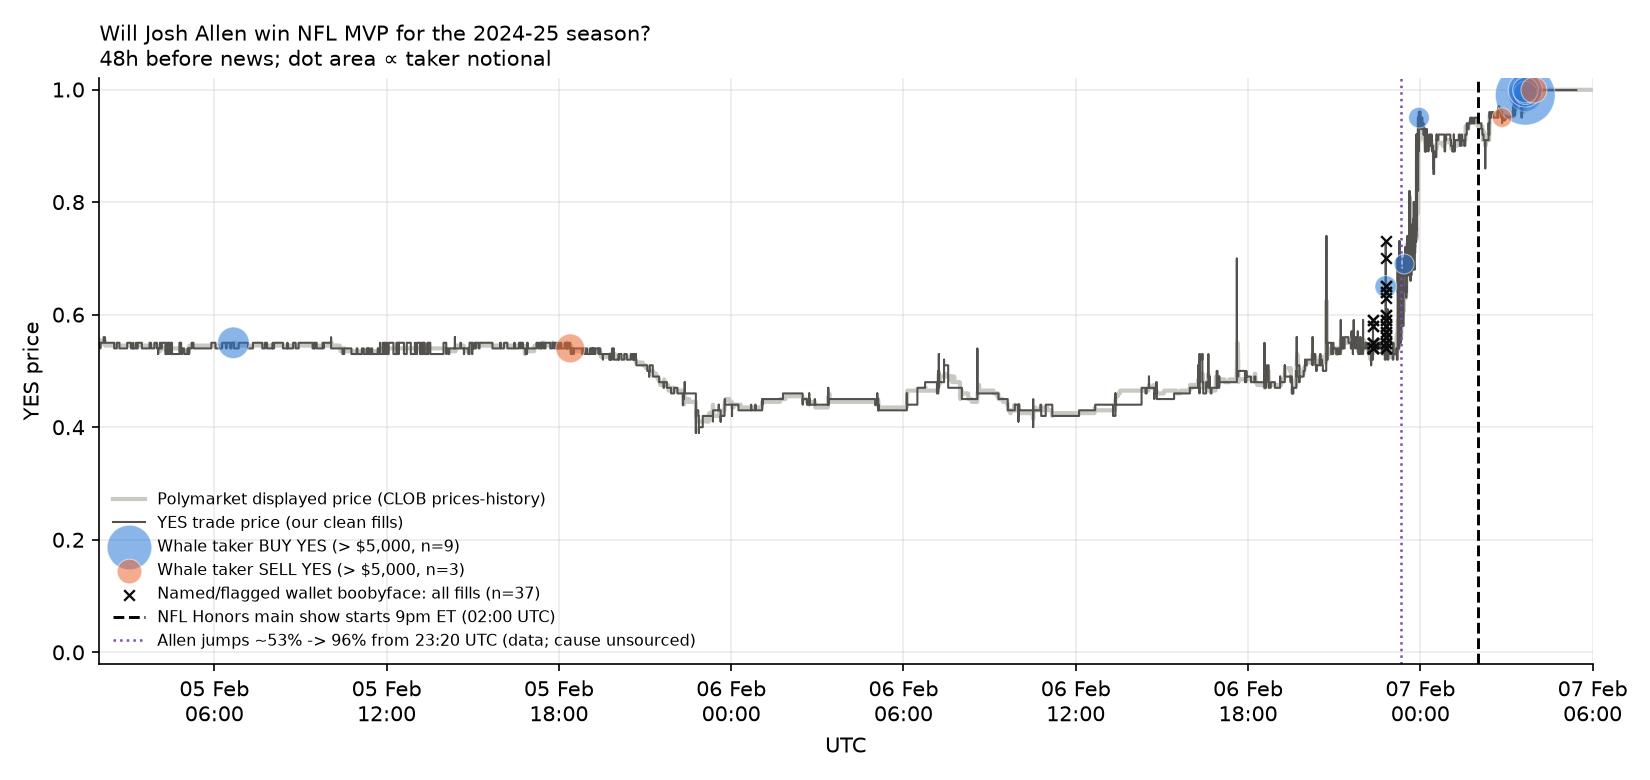 Will Josh Allen win NFL MVP for the 2024-25 season?
48h before news; dot area ∝ taker notional
YES price
1.0
0.8
0.6
0.4
0.2
0.0
Polymarket displayed price (CLOB prices-history)
YES trade price (our clean fills)
Whale taker BUY YES (> $5,000, n=9)
Whale taker SELL YES (> $5,000, n=3)
Named/flagged wallet boobyface: all fills (n=37)
NFL Honors main show starts 9pm ET (02:00 UTC)
Allen jumps ~53% -> 96% from 23:20 UTC (data; cause unsourced)
05 Feb 05 Feb 05 Feb 06 Feb 06 Feb 06 Feb 06 Feb 07 Feb 07 Feb
06:00 12:00 18:00 00:00 06:00 12:00 18:00 00:00 06:00
UTC